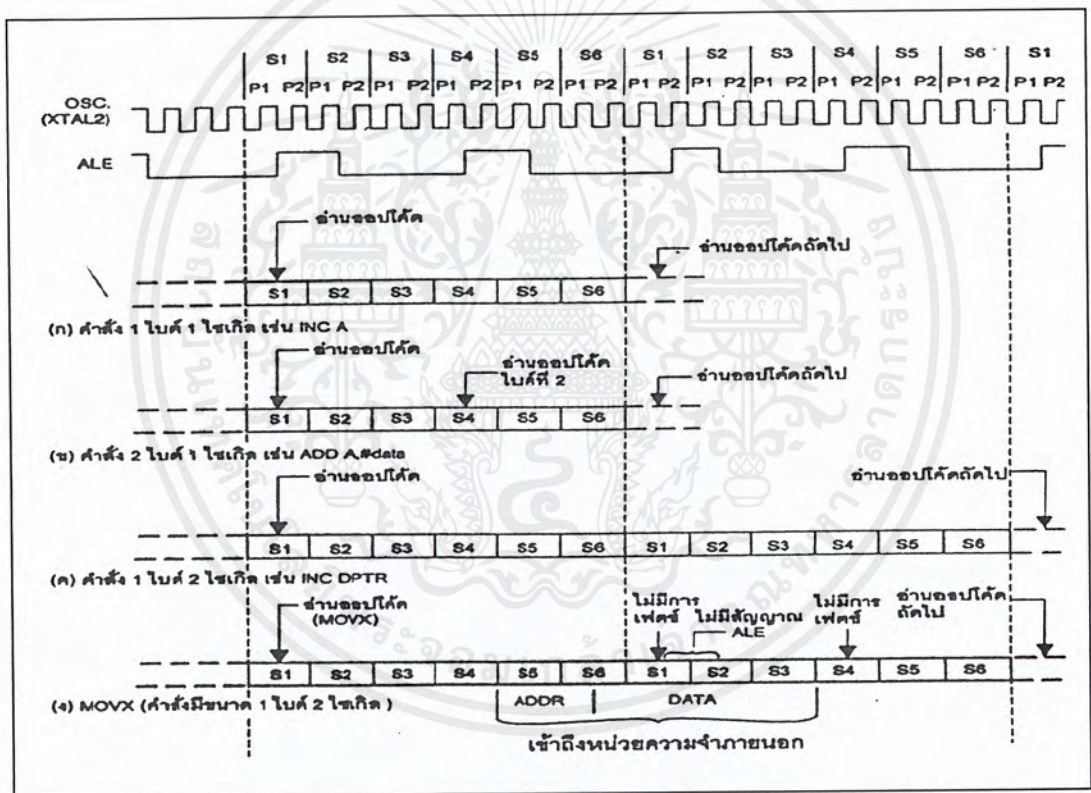 S1 S2 S3 S4 S5 S6 S1 S2 S3 S4 S5 S6 S1
P1 P2 P1 P2 P1 P2 P1 P2 P1 P2 P1 P2 P1 P2 P1 P2 P1 P2 P1 P2 P1 P2 P1 P2 P1 P2
OSC.
(XTAL2)
ALE
อ่านออปโค้ด
อ่านออปโค้ดถัดไป
S1 S2 S3 S4 S5 S6
(ก) คำสั่ง 1 ไบต์ 1 ไซเกิล เช่น INC A
อ่านออปโค้ด
อ่านออปโค้ด
ไบต์ที่ 2
อ่านออปโค้ดถัดไป
S1 S2 S3 S4 S5 S6
(ข) คำสั่ง 2 ไบต์ 1 ไซเกิล เช่น ADD A,#data
อ่านออปโค้ด
อ่านออปโค้ดถัดไป
S1 S2 S3 S4 S5 S6 S1 S2 S3 S4 S5 S6
(ค) คำสั่ง 1 ไบต์ 2 ไซเกิล เช่น INC DPTR
อ่านออปโค้ด
(MOVX)
ไม่มีการ
เฟตช์
ไม่มีสัญญาณ
ALE
ไม่มีการ
เฟตช์
อ่านออปโค้ด
ถัดไป
S1 S2 S3 S4 S5 S6 S1 S2 S3 S4 S5 S6
(ง) MOVX (คำสั่งมีขนาด 1 ไบต์ 2 ไซเกิล)
ADDR DATA
เข้าถึงหน่วยความจำภายนอก